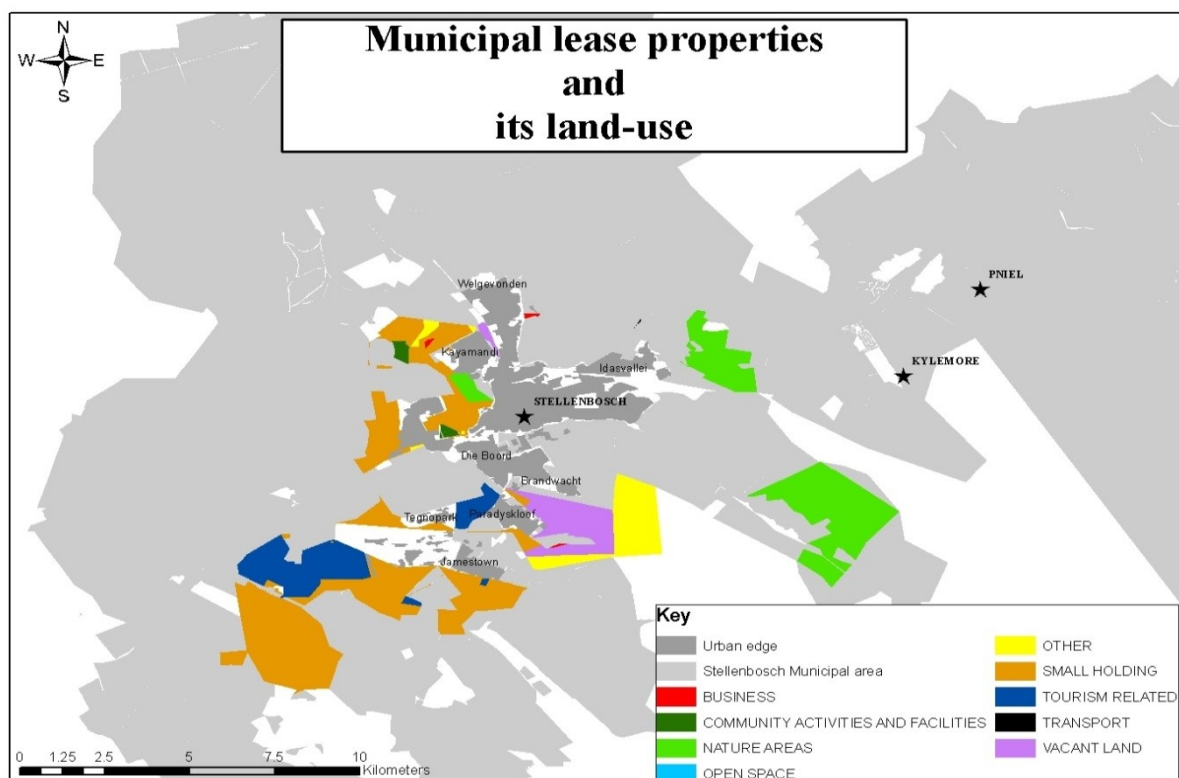 Municipal lease properties
and
its land-use
N
W E
S
PNIEL
Welgevonden
KYLEMORE
Kayamandi
Idasvallei
STELLENBOSCH
Die Boord
Brandwacht
Tegnopark
Paradyskloof
Jamestown
Key
Urban edge
Stellenbosch Municipal area
BUSINESS
COMMUNITY ACTIVITIES AND FACILITIES
NATURE AREAS
OPEN SPACE
OTHER
SMALL HOLDING
TOURISM RELATED
TRANSPORT
VACANT LAND
0 1.25 2.5 5 7.5 10
Kilometers